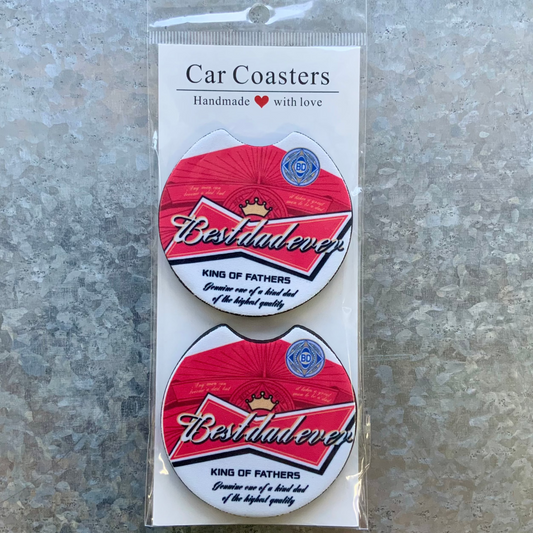 Car Coasters
Handmade with love
BD
Bestdadever
KING OF FATHERS
Genuine one of a kind dad
of the highest quality
BD
Bestdadever
KING OF FATHERS
Genuine one of a kind dad
of the highest quality